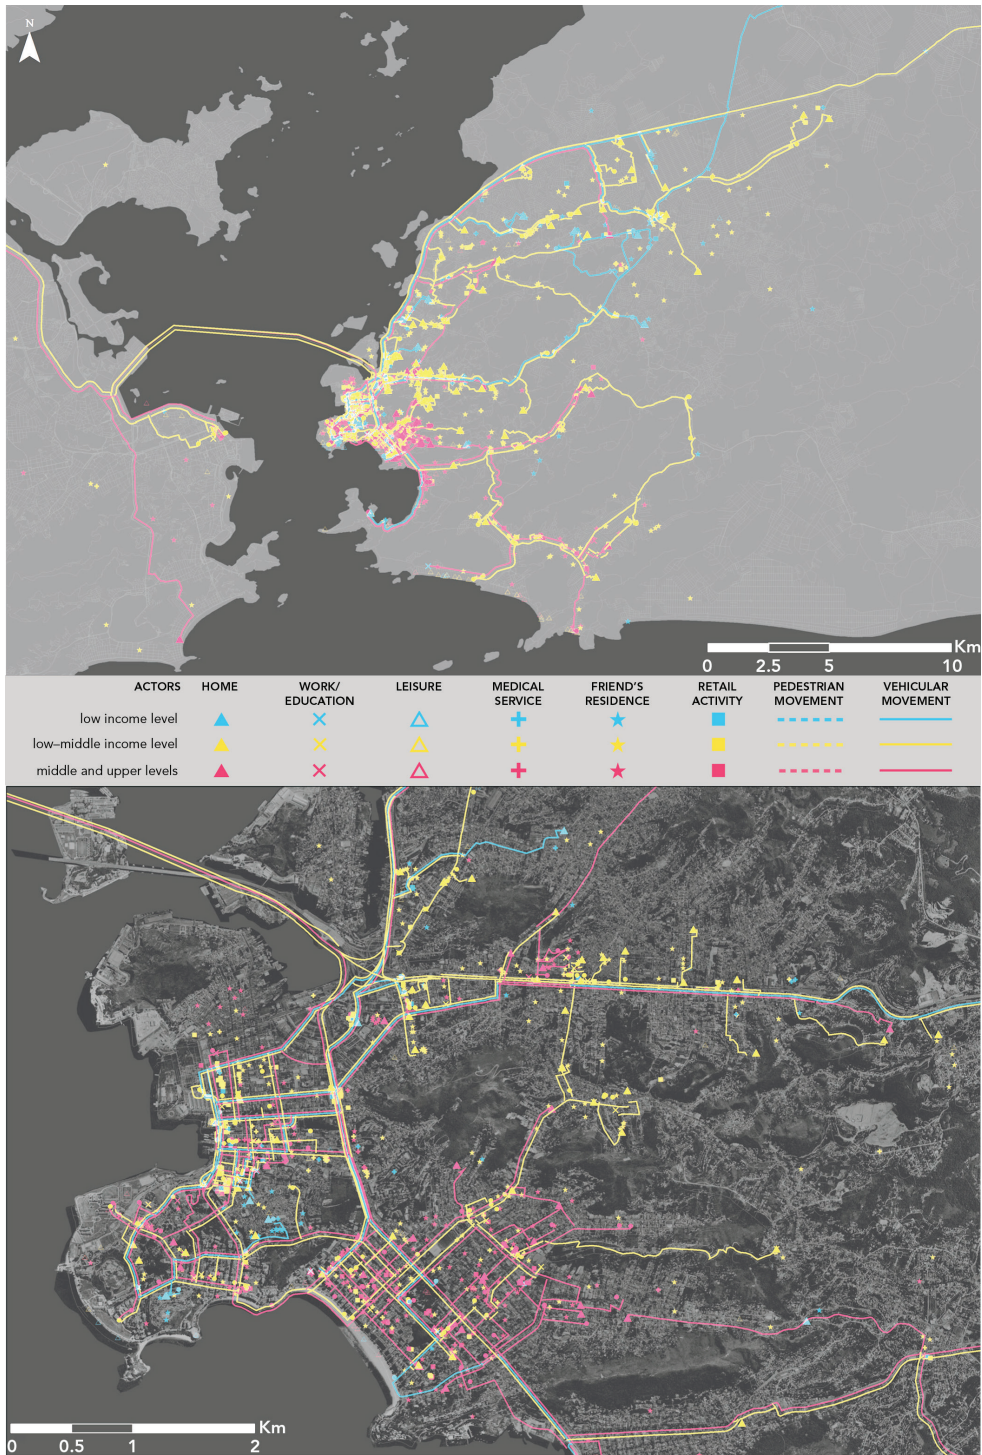 N
Km
0 2.5 5 10
ACTORS HOME WORK/ EDUCATION LEISURE MEDICAL SERVICE FRIEND'S RESIDENCE RETAIL ACTIVITY PEDESTRIAN MOVEMENT VEHICULAR MOVEMENT
low income level
low–middle income level
middle and upper levels
Km
0 0.5 1 2